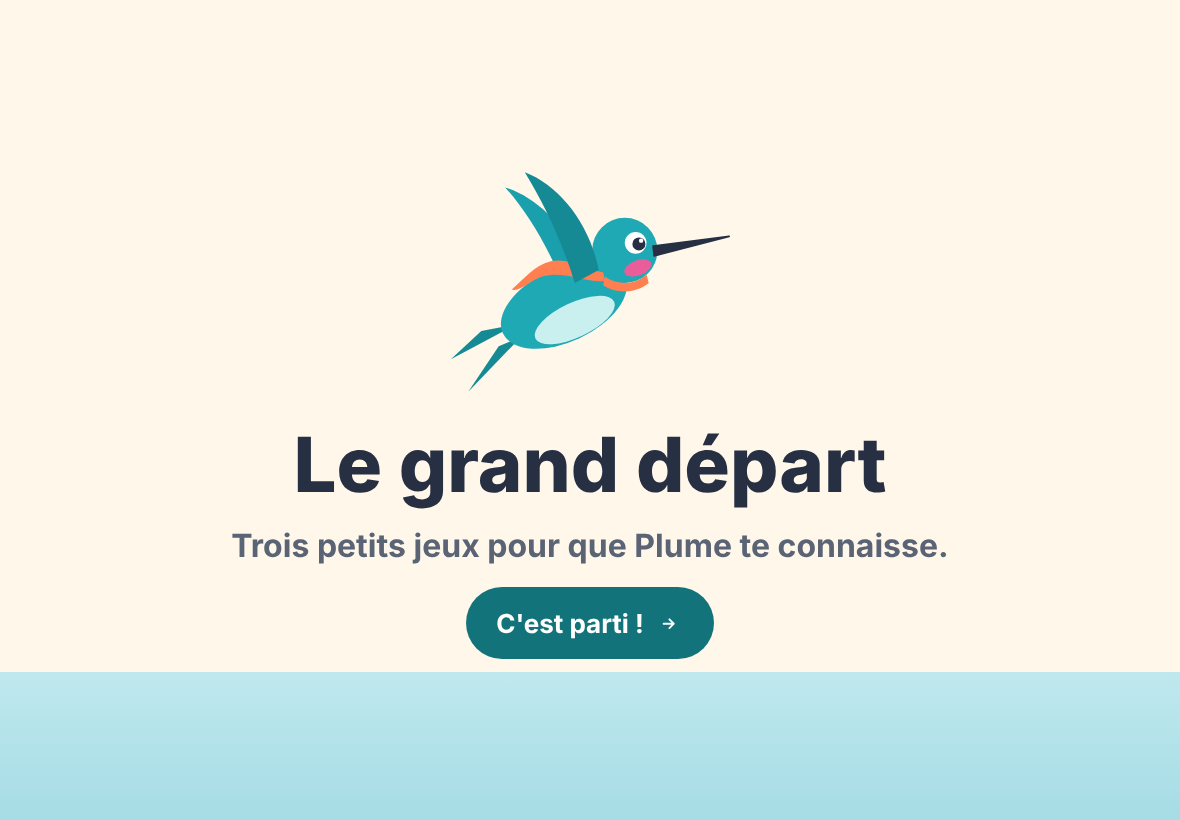 Le grand départ
Trois petits jeux pour que Plume te connaisse.
C'est parti ! →